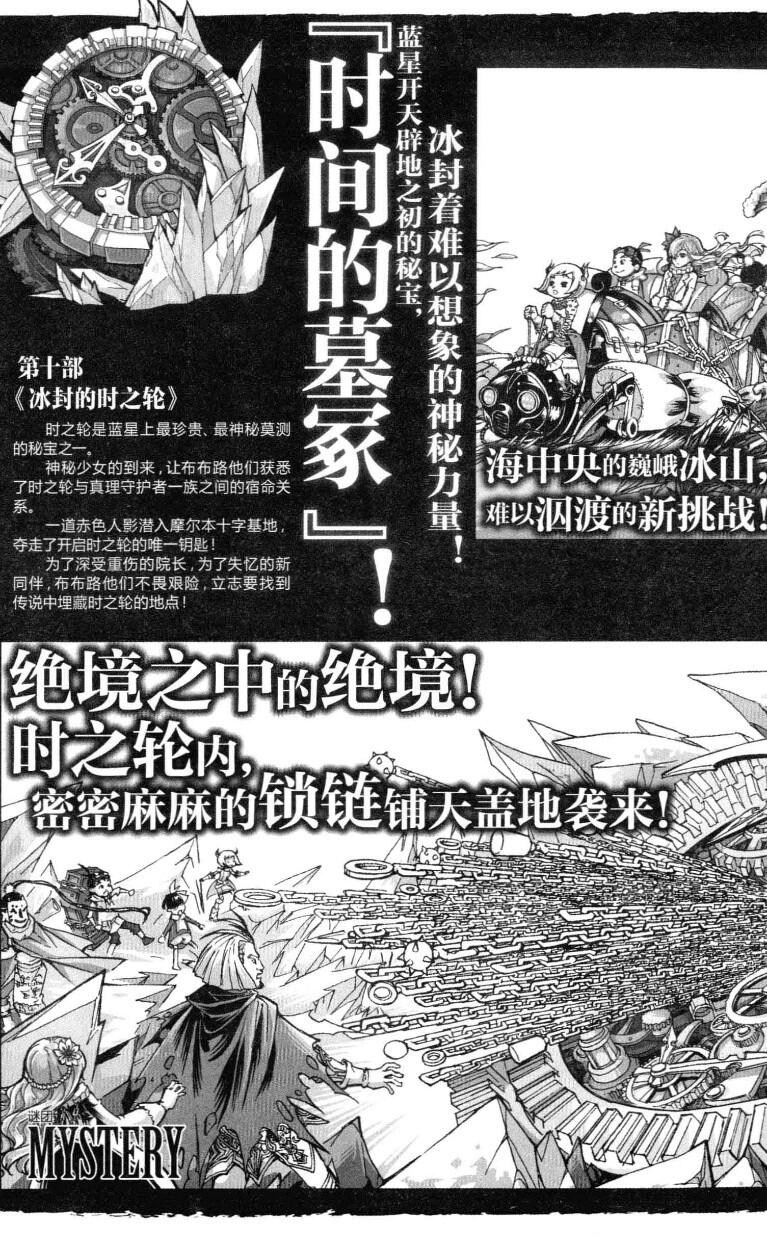 蓝星开天辟地之初的秘宝，
冰封着难以想象的神秘力量！
『时间的墓冢』！
第十部
《冰封的时之轮》
时之轮是蓝星上最珍贵、最神秘莫测
的秘宝之一。
神秘少女的到来，让布布路他们获悉
了时之轮与真理守护者一族之间的宿命关
系。
一道赤色人影潜入摩尔本十字基地，
夺走了开启时之轮的唯一钥匙！
为了深受重伤的院长，为了失忆的新
同伴，布布路他们不畏艰险，立志要找到
传说中埋藏时之轮的地点！
海中央的巍峨冰山，
难以泅渡的新挑战！
绝境之中的绝境！
时之轮内，
密密麻麻的锁链铺天盖地袭来！
谜团
MYSTERY